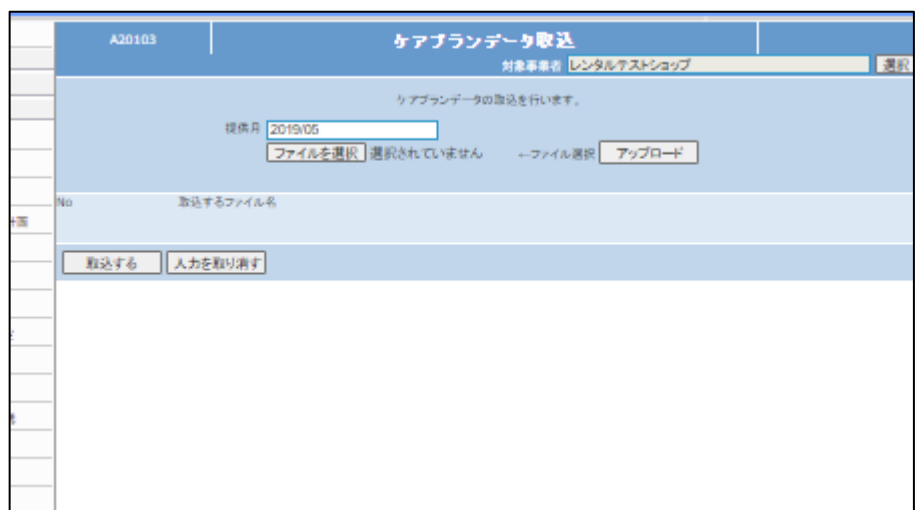 A20103 ケアプランデータ取込
対象事業者 レンタルテストショップ 選択
ケアプランデータの取込を行います。
提供月 2019/05
ファイルを選択 選択されていません ←ファイル選択 アップロード
No 取込するファイル名
計画
取込する 入力を取り消す